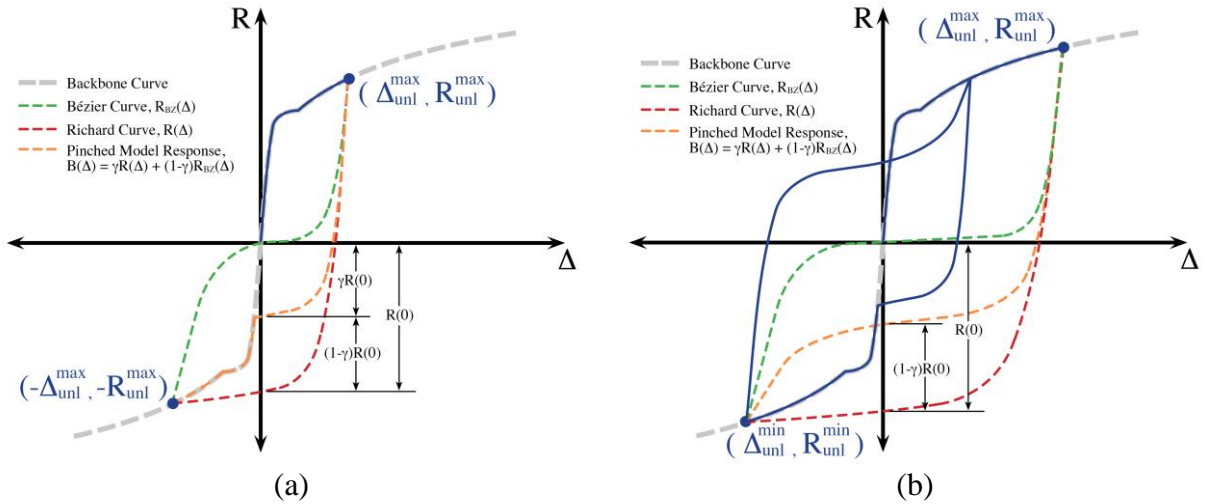 R
Backbone Curve
Bézier Curve, R_BZ(Δ)
Richard Curve, R(Δ)
Pinched Model Response,
B(Δ) = γR(Δ) + (1-γ)R_BZ(Δ)
( Δ_unl^max , R_unl^max )
Δ
γR(0)
R(0)
(1-γ)R(0)
(-Δ_unl^max , -R_unl^max )
(a)
R
( Δ_unl^max , R_unl^max )
Backbone Curve
Bézier Curve, R_BZ(Δ)
Richard Curve, R(Δ)
Pinched Model Response,
B(Δ) = γR(Δ) + (1-γ)R_BZ(Δ)
Δ
R(0)
(1-γ)R(0)
( Δ_unl^min , R_unl^min )
(b)